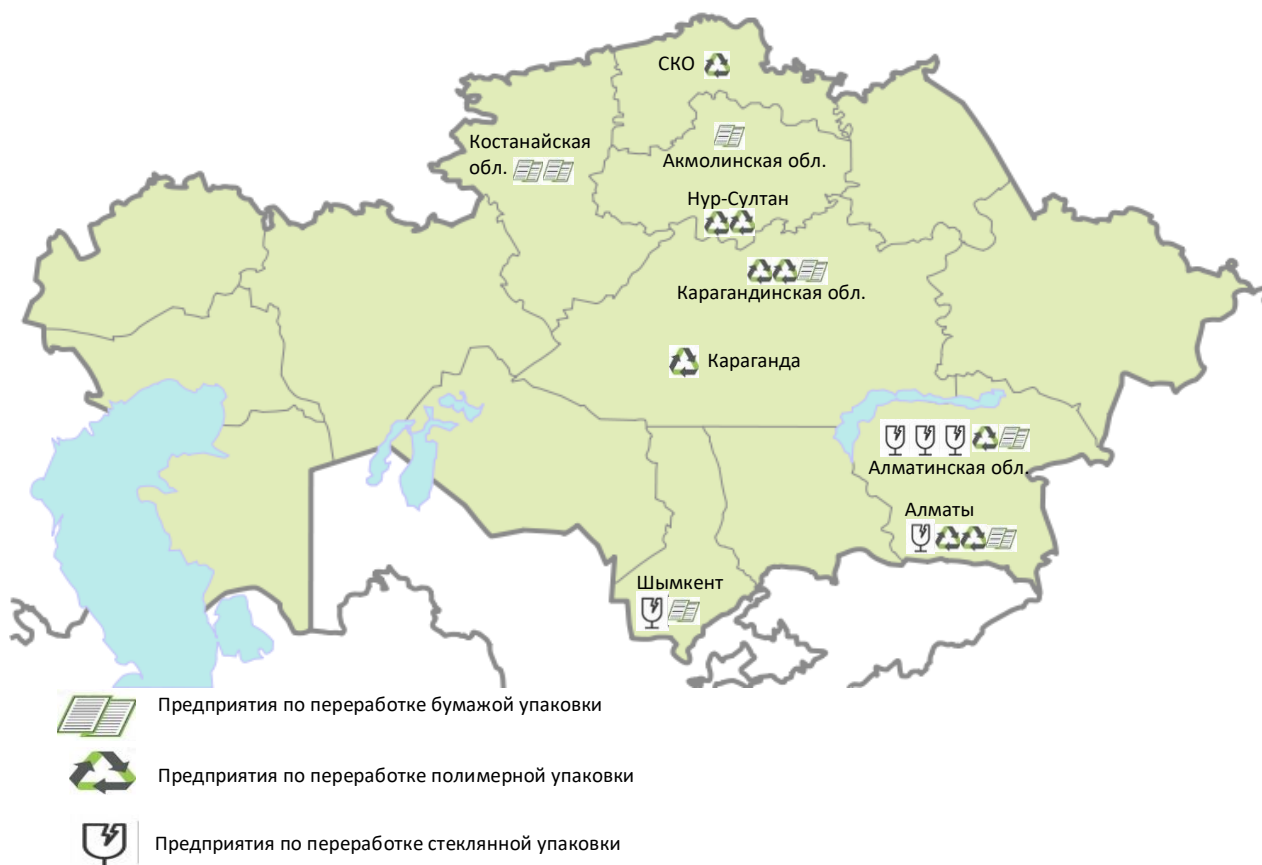 СКО
Костанайская
обл.
Акмолинская обл.
Нур-Султан
Карагандинская обл.
Караганда
Алматинская обл.
Алматы
Шымкент
Предприятия по переработке бумажой упаковки
Предприятия по переработке полимерной упаковки
Предприятия по переработке стеклянной упаковки